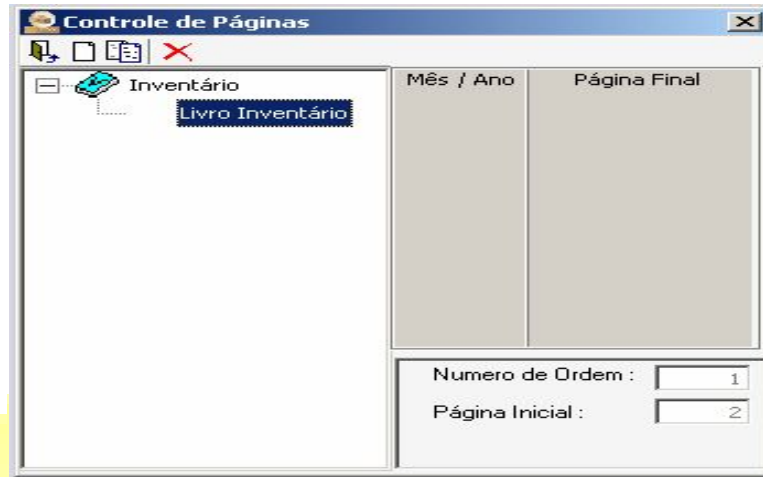 Controle de Páginas
Inventário
Livro Inventário
Mês / Ano Página Final
Numero de Ordem : 1
Página Inicial : 2